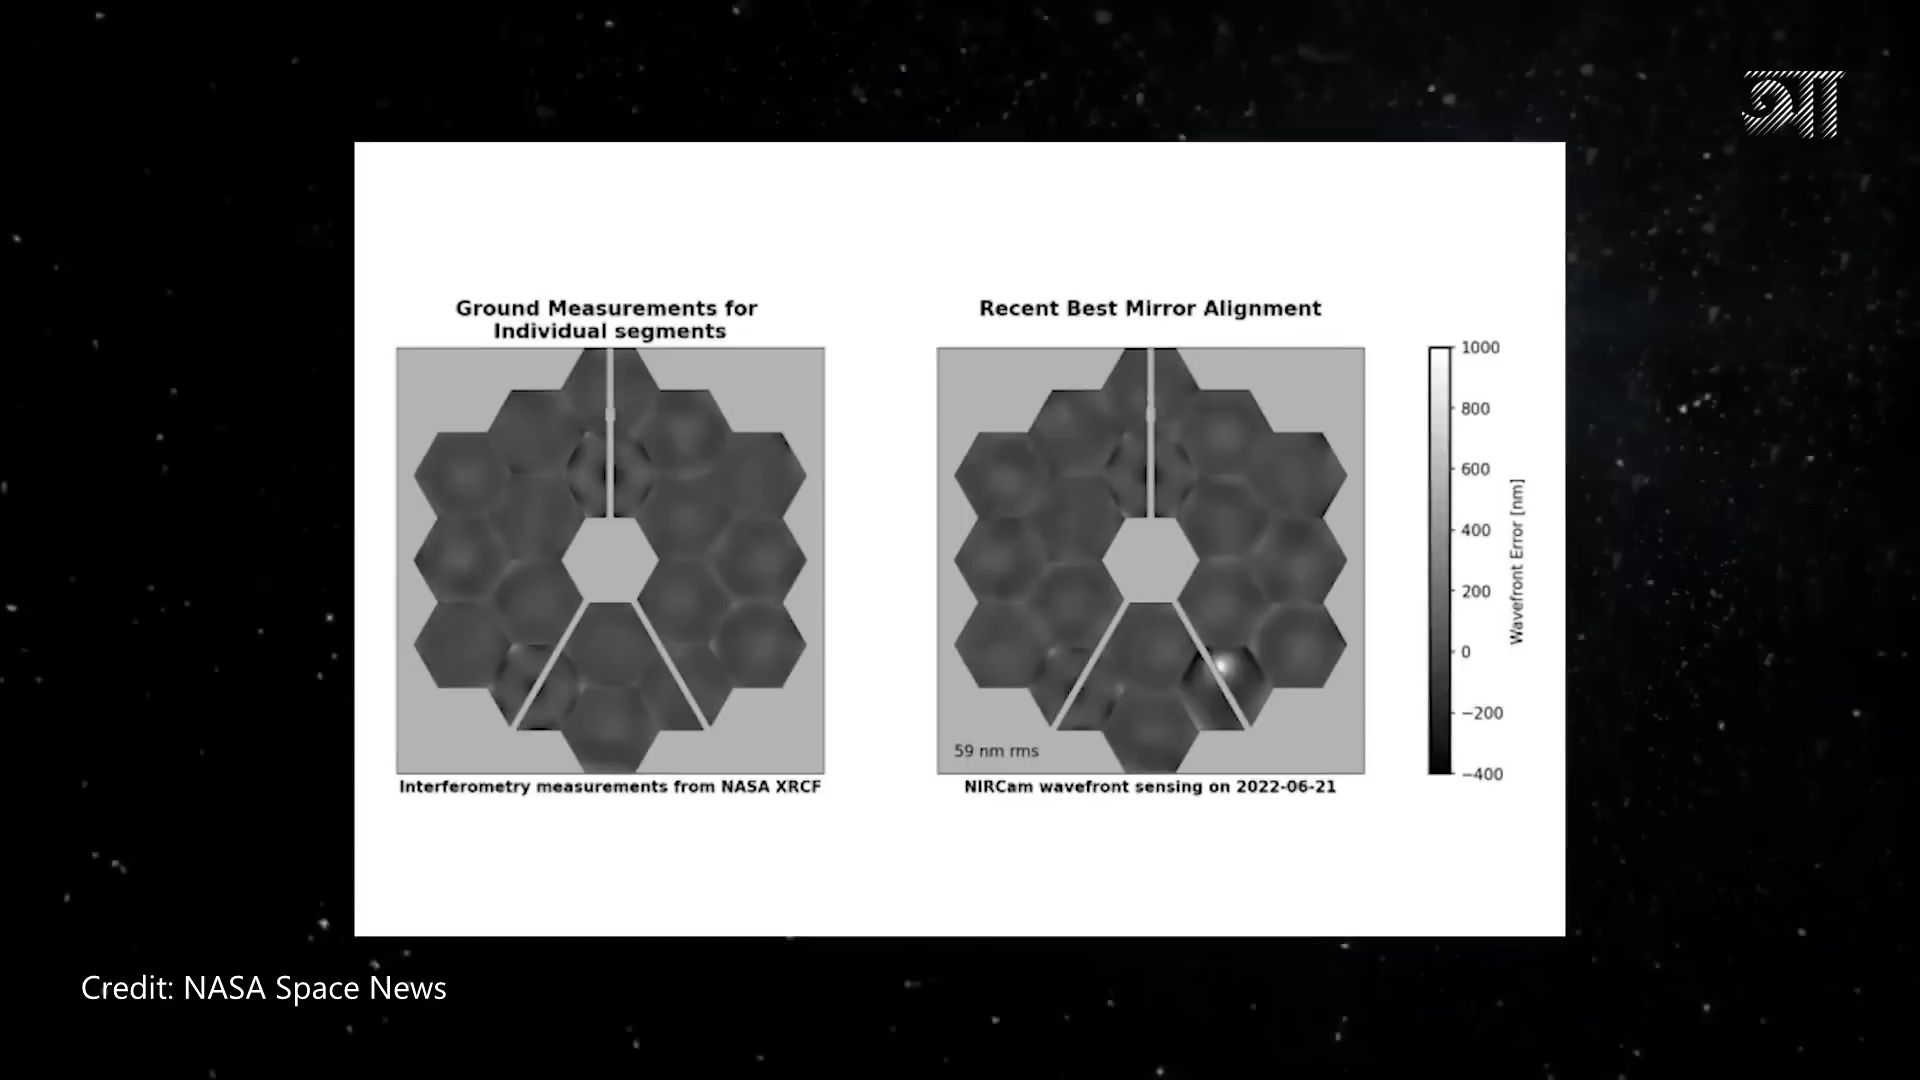 আ
Ground Measurements for
Individual segments
Interferometry measurements from NASA XRCF
Recent Best Mirror Alignment
59 nm rms
NIRCam wavefront sensing on 2022-06-21
1000
800
600
400
200
0
−200
−400
Wavefront Error [nm]
Credit: NASA Space News